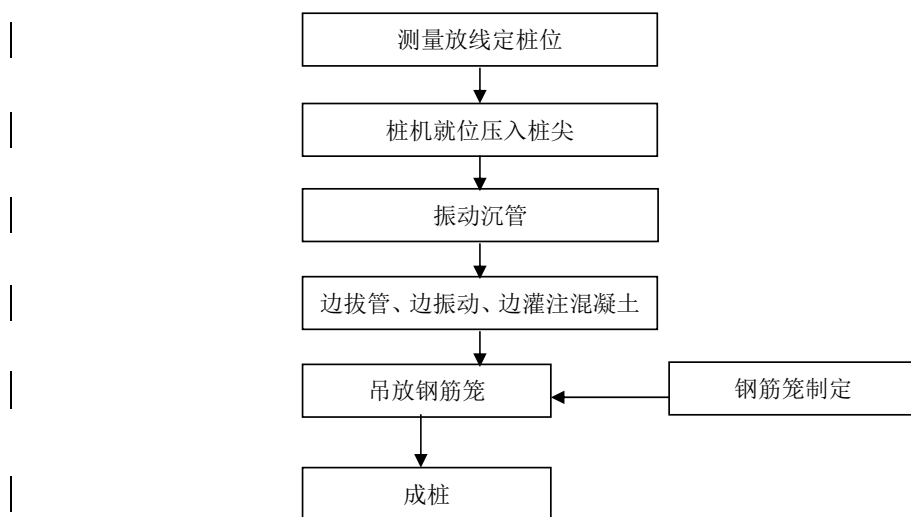 测量放线定桩位
桩机就位压入桩尖
振动沉管
边拔管、边振动、边灌注混凝土
吊放钢筋笼
钢筋笼制定
成桩